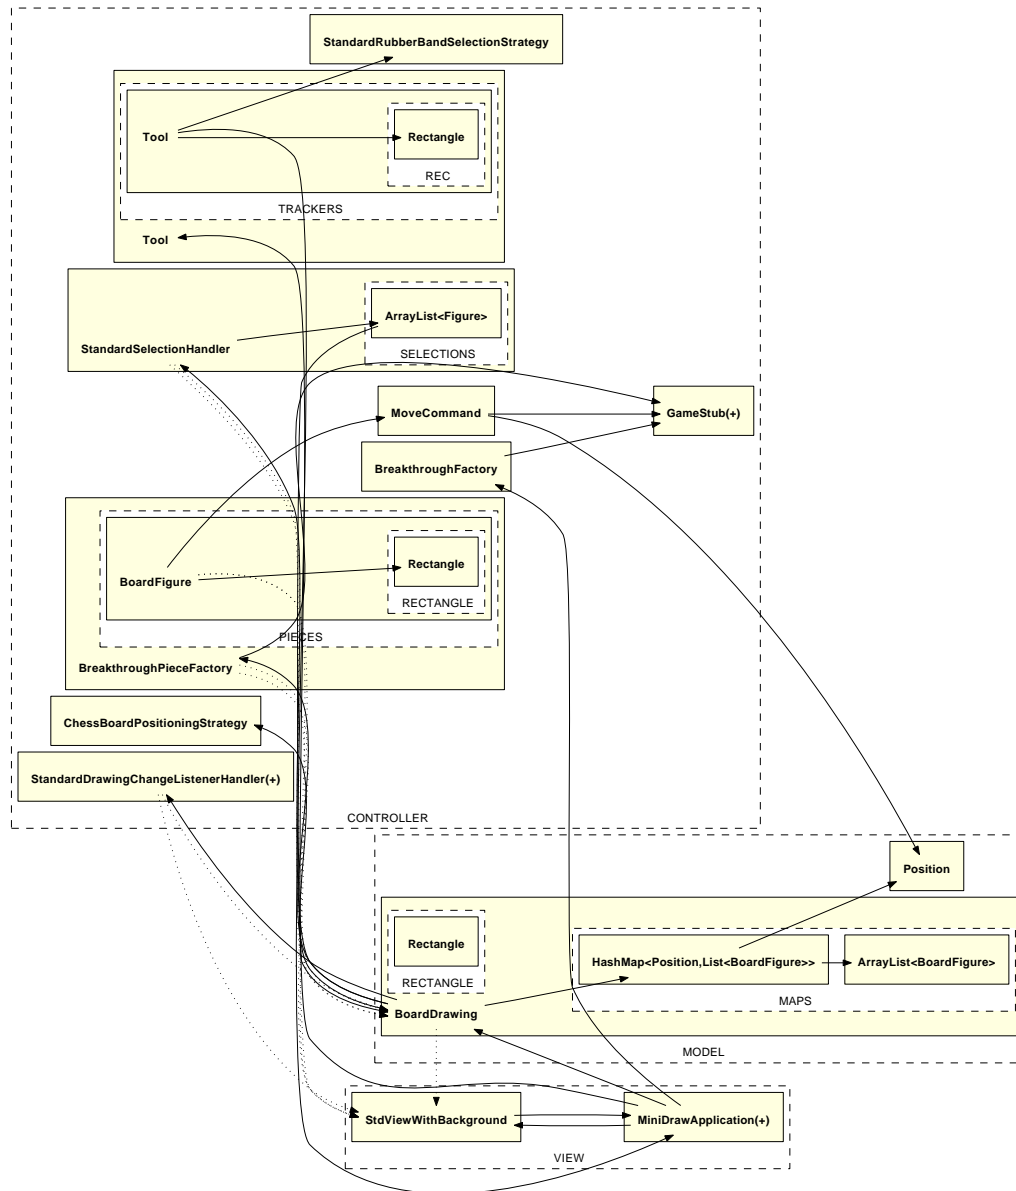 StandardRubberBandSelectionStrategy
Tool
Rectangle
REC
TRACKERS
Tool
ArrayList<Figure>
StandardSelectionHandler
SELECTIONS
MoveCommand
GameStub(+)
BreakthroughFactory
Rectangle
BoardFigure
RECTANGLE
PIECES
BreakthroughPieceFactory
ChessBoardPositioningStrategy
StandardDrawingChangeListenerHandler(+)
CONTROLLER
Position
Rectangle
HashMap<Position,List<BoardFigure>>
ArrayList<BoardFigure>
RECTANGLE
MAPS
BoardDrawing
MODEL
StdViewWithBackground
MiniDrawApplication(+)
VIEW